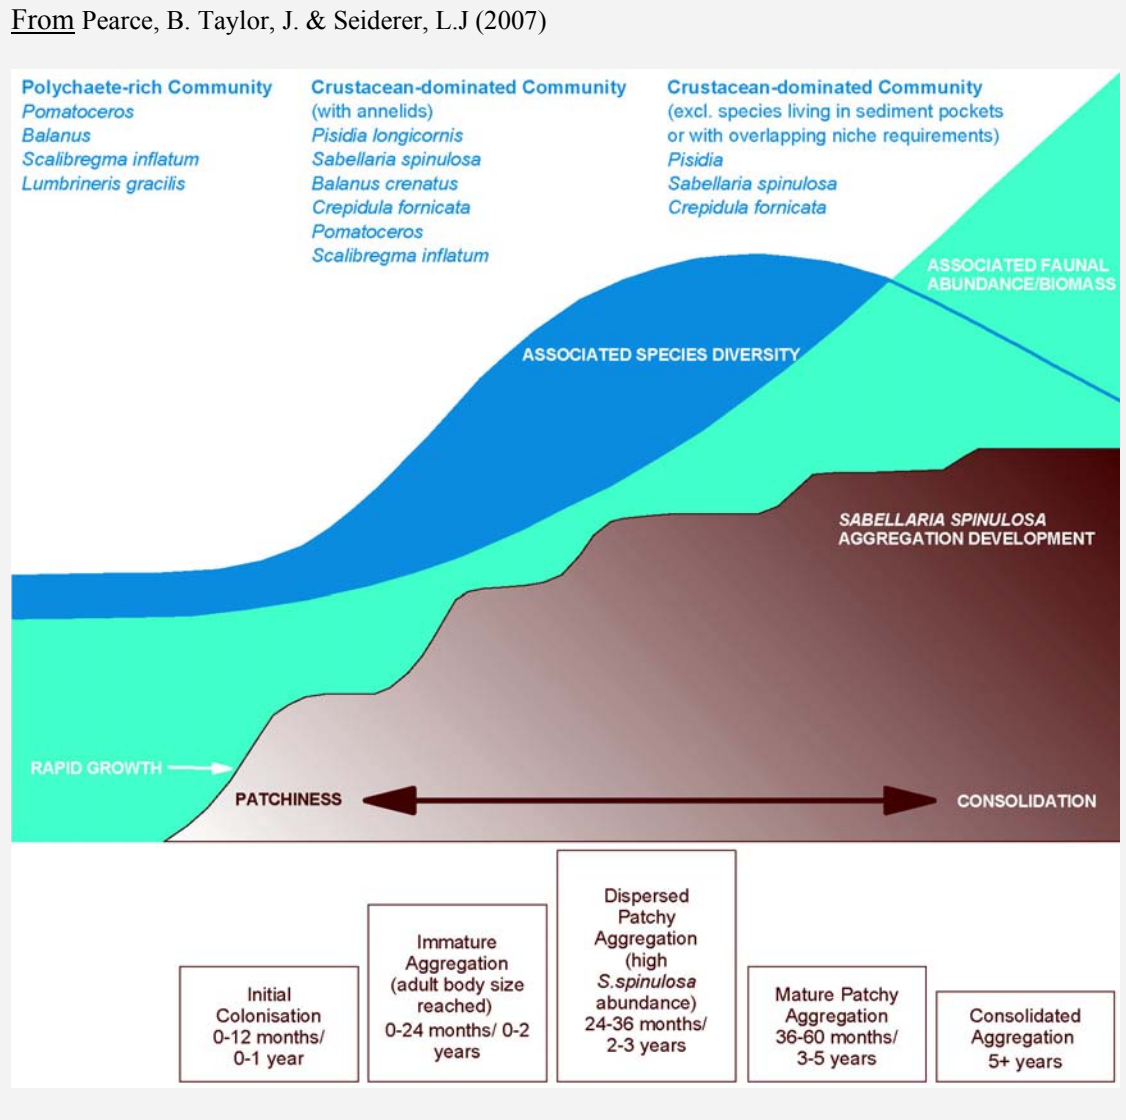 From Pearce, B. Taylor, J. & Seiderer, L.J (2007)
Polychaete-rich Community
Pomatoceros
Balanus
Scalibregma inflatum
Lumbrineris gracilis
Crustacean-dominated Community
(with annelids)
Pisidia longicornis
Sabellaria spinulosa
Balanus crenatus
Crepidula fornicata
Pomatoceros
Scalibregma inflatum
Crustacean-dominated Community
(excl. species living in sediment pockets
or with overlapping niche requirements)
Pisidia
Sabellaria spinulosa
Crepidula fornicata
ASSOCIATED FAUNAL
ABUNDANCE/BIOMASS
ASSOCIATED SPECIES DIVERSITY
SABELLARIA SPINULOSA
AGGREGATION DEVELOPMENT
RAPID GROWTH
PATCHINESS
CONSOLIDATION
Initial
Colonisation
0-12 months/
0-1 year
Immature
Aggregation
(adult body size
reached)
0-24 months/ 0-2
years
Dispersed
Patchy
Aggregation
(high
S.spinulosa
abundance)
24-36 months/
2-3 years
Mature Patchy
Aggregation
36-60 months/
3-5 years
Consolidated
Aggregation
5+ years